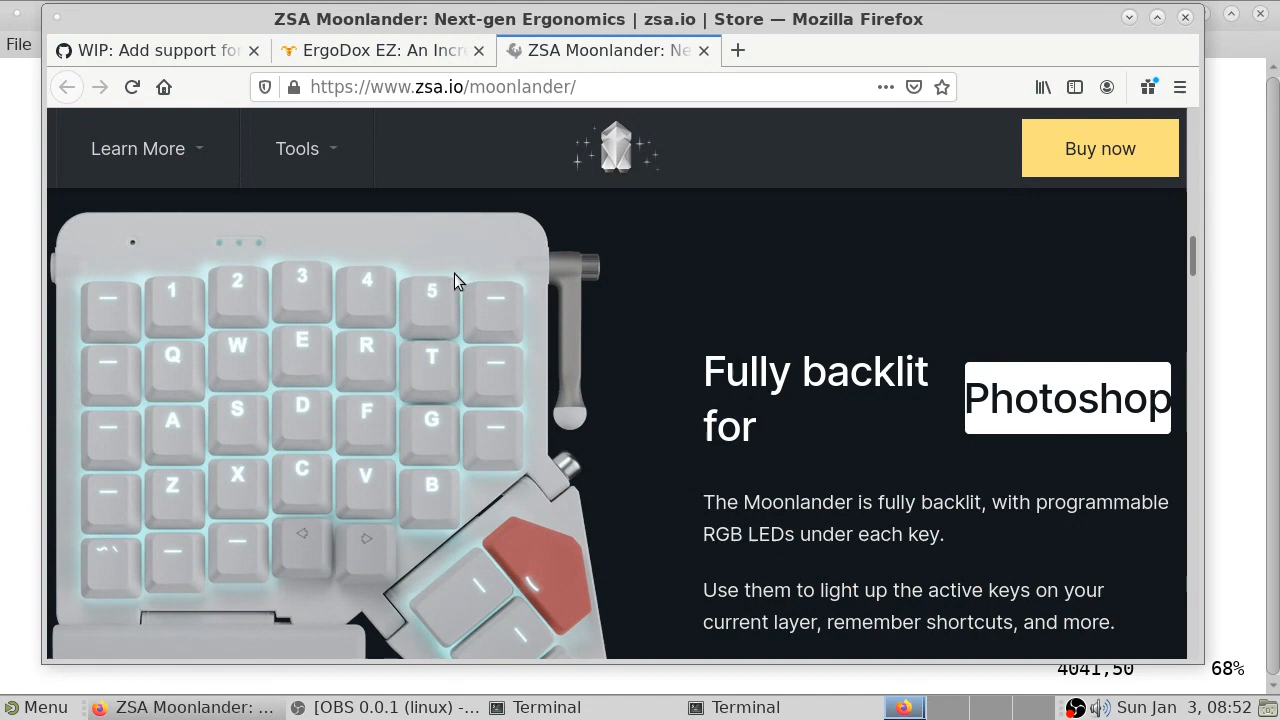 ZSA Moonlander: Next-gen Ergonomics | zsa.io | Store — Mozilla Firefox
File
WIP: Add support for
ErgoDox EZ: An Incre
ZSA Moonlander: Ne
https://www.zsa.io/moonlander/
Learn More
Tools
Buy now
1 2 3 4 5
Q W E R T
A S D F G
Z X C V B
Fully backlit
for
Photoshop
The Moonlander is fully backlit, with programmable
RGB LEDs under each key.
Use them to light up the active keys on your
current layer, remember shortcuts, and more.
4041,50 68%
Menu
ZSA Moonlander: ...
[OBS 0.0.1 (linux) -...
Terminal
Terminal
Sun Jan 3, 08:52